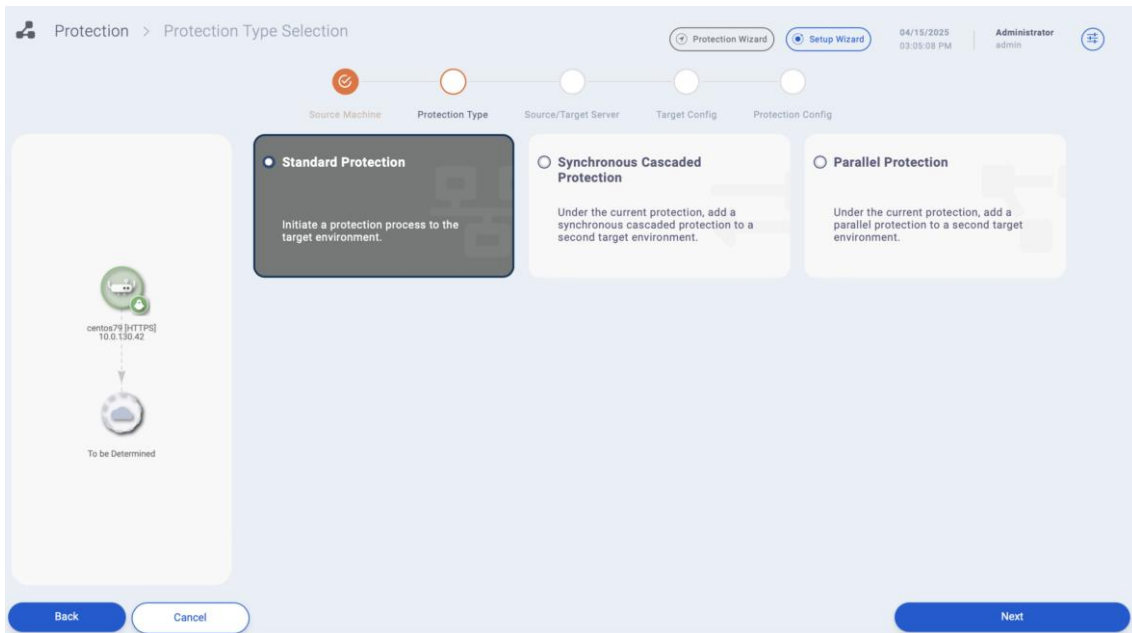 Protection > Protection Type Selection
Protection Wizard
Setup Wizard
04/15/2025
03:05:08 PM
Administrator
admin
Source Machine
Protection Type
Source/Target Server
Target Config
Protection Config
centos79 [HTTPS]
10.0.130.42
To be Determined
Standard Protection
Initiate a protection process to the
target environment.
Synchronous Cascaded
Protection
Under the current protection, add a
synchronous cascaded protection to a
second target environment.
Parallel Protection
Under the current protection, add a
parallel protection to a second target
environment.
Back
Cancel
Next